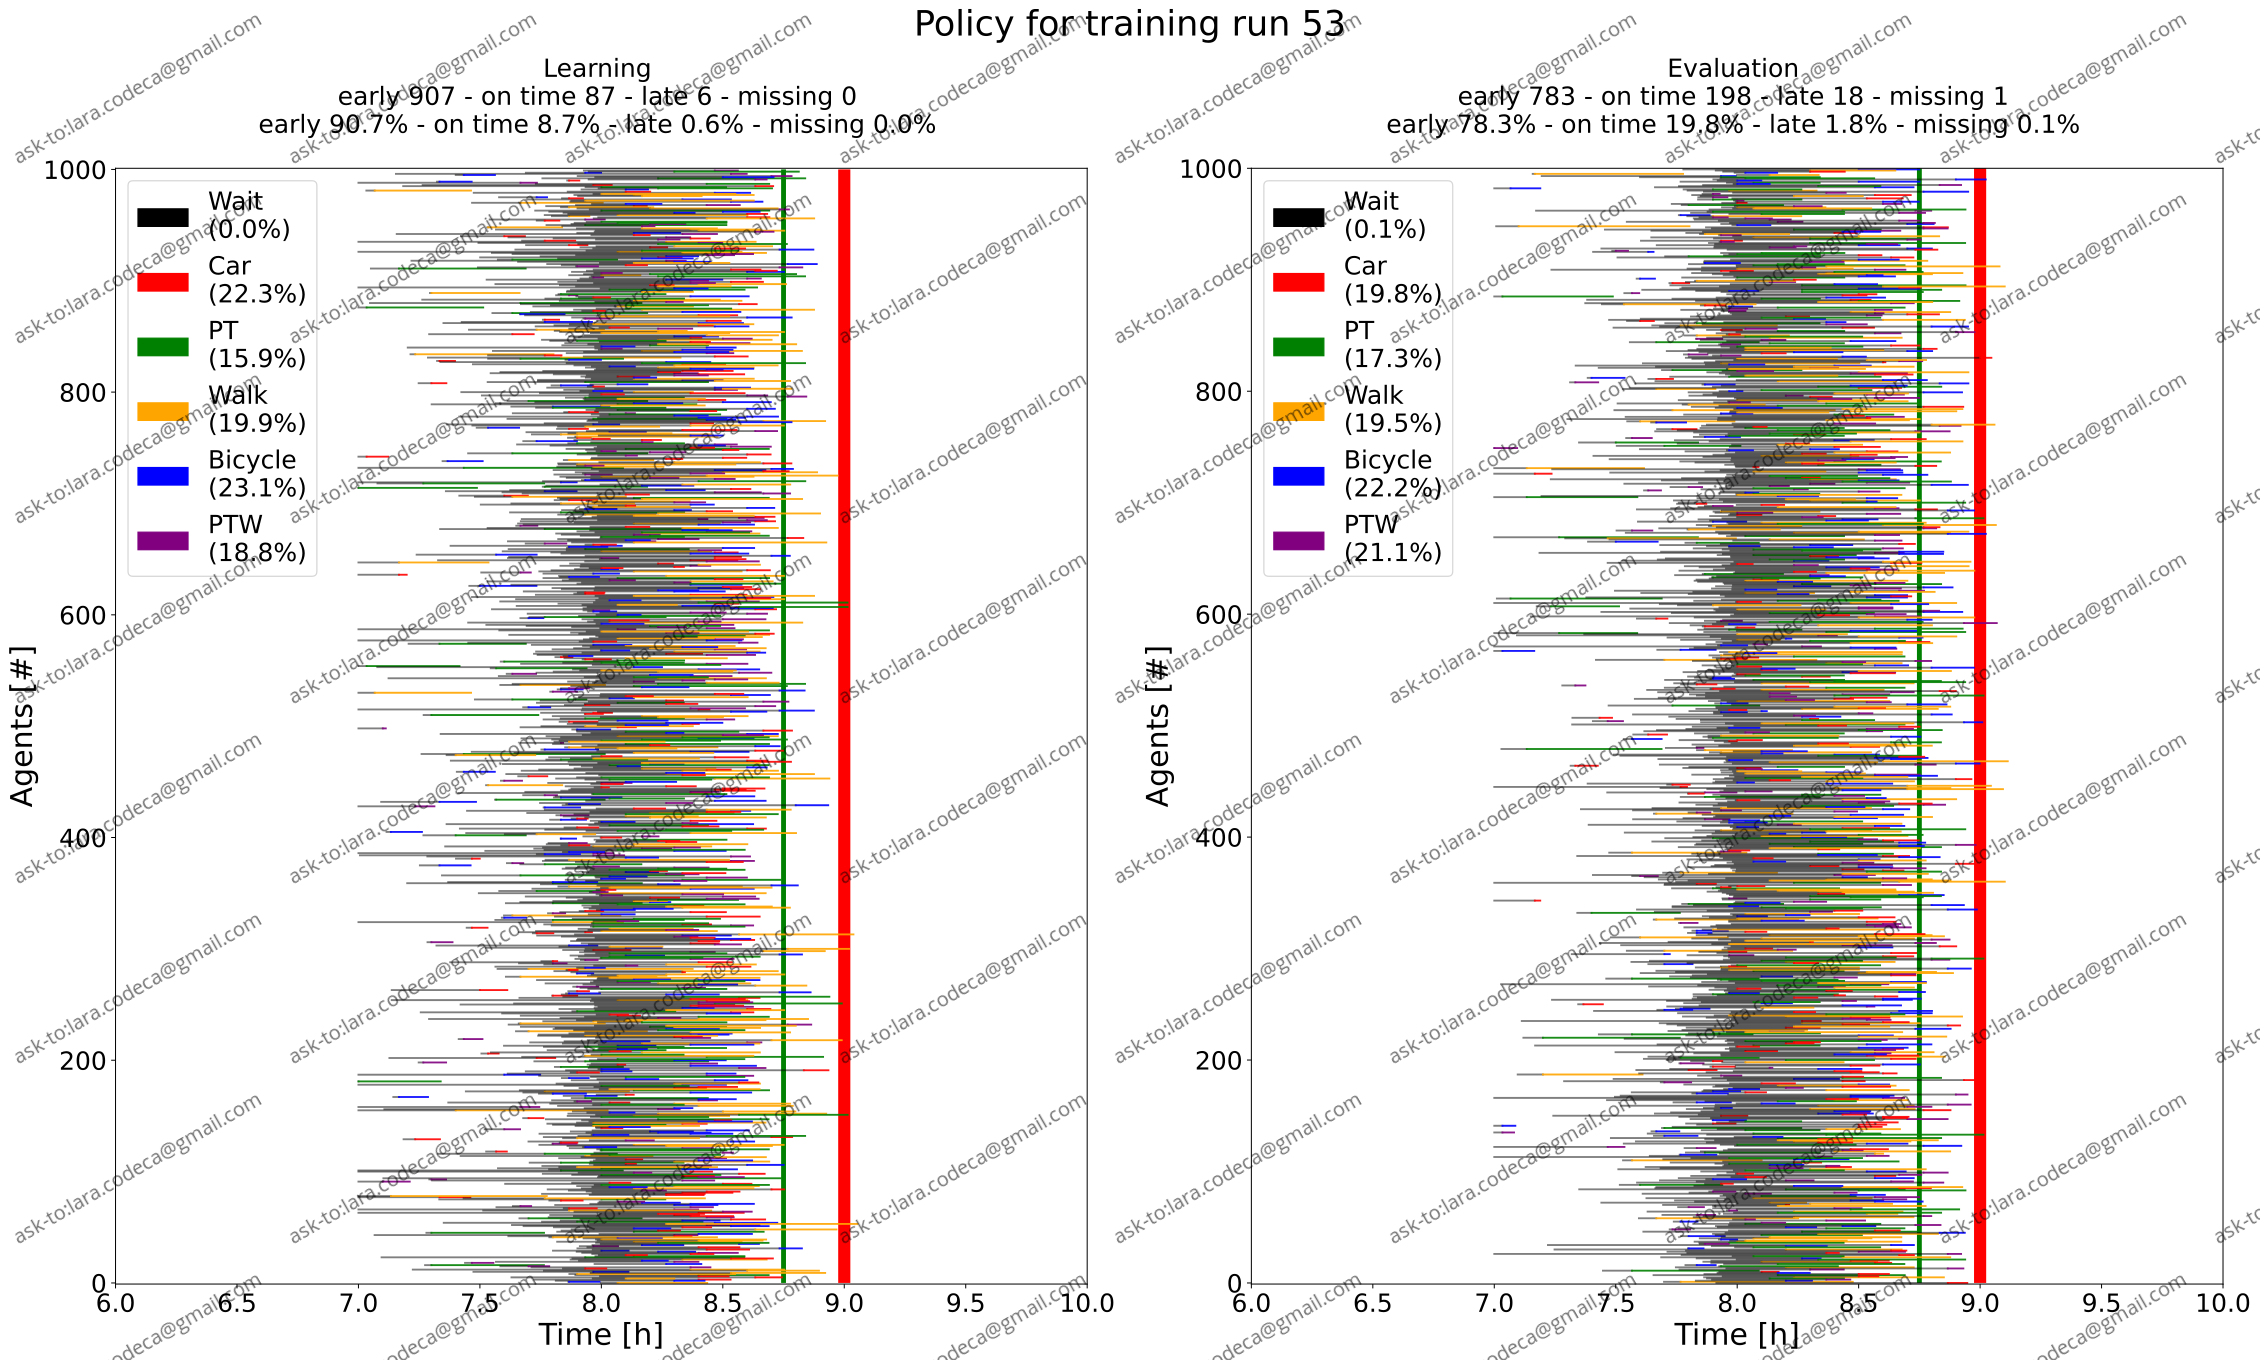 Policy for training run 53
Learning
early 907 - on time 87 - late 6 - missing 0
early 90.7% - on time 8.7% - late 0.6% - missing 0.0%
Evaluation
early 783 - on time 198 - late 18 - missing 1
early 78.3% - on time 19.8% - late 1.8% - missing 0.1%
Agents [#]
1000
800
600
400
200
0
Wait
(0.0%)
Car
(22.3%)
PT
(15.9%)
Walk
(19.9%)
Bicycle
(23.1%)
PTW
(18.8%)
6.0 6.5 7.0 7.5 8.0 8.5 9.0 9.5 10.0
Time [h]
Agents [#]
1000
800
600
400
200
0
Wait
(0.1%)
Car
(19.8%)
PT
(17.3%)
Walk
(19.5%)
Bicycle
(22.2%)
PTW
(21.1%)
6.0 6.5 7.0 7.5 8.0 8.5 9.0 9.5 10.0
Time [h]
ask-to:lara.codeca@gmail.com